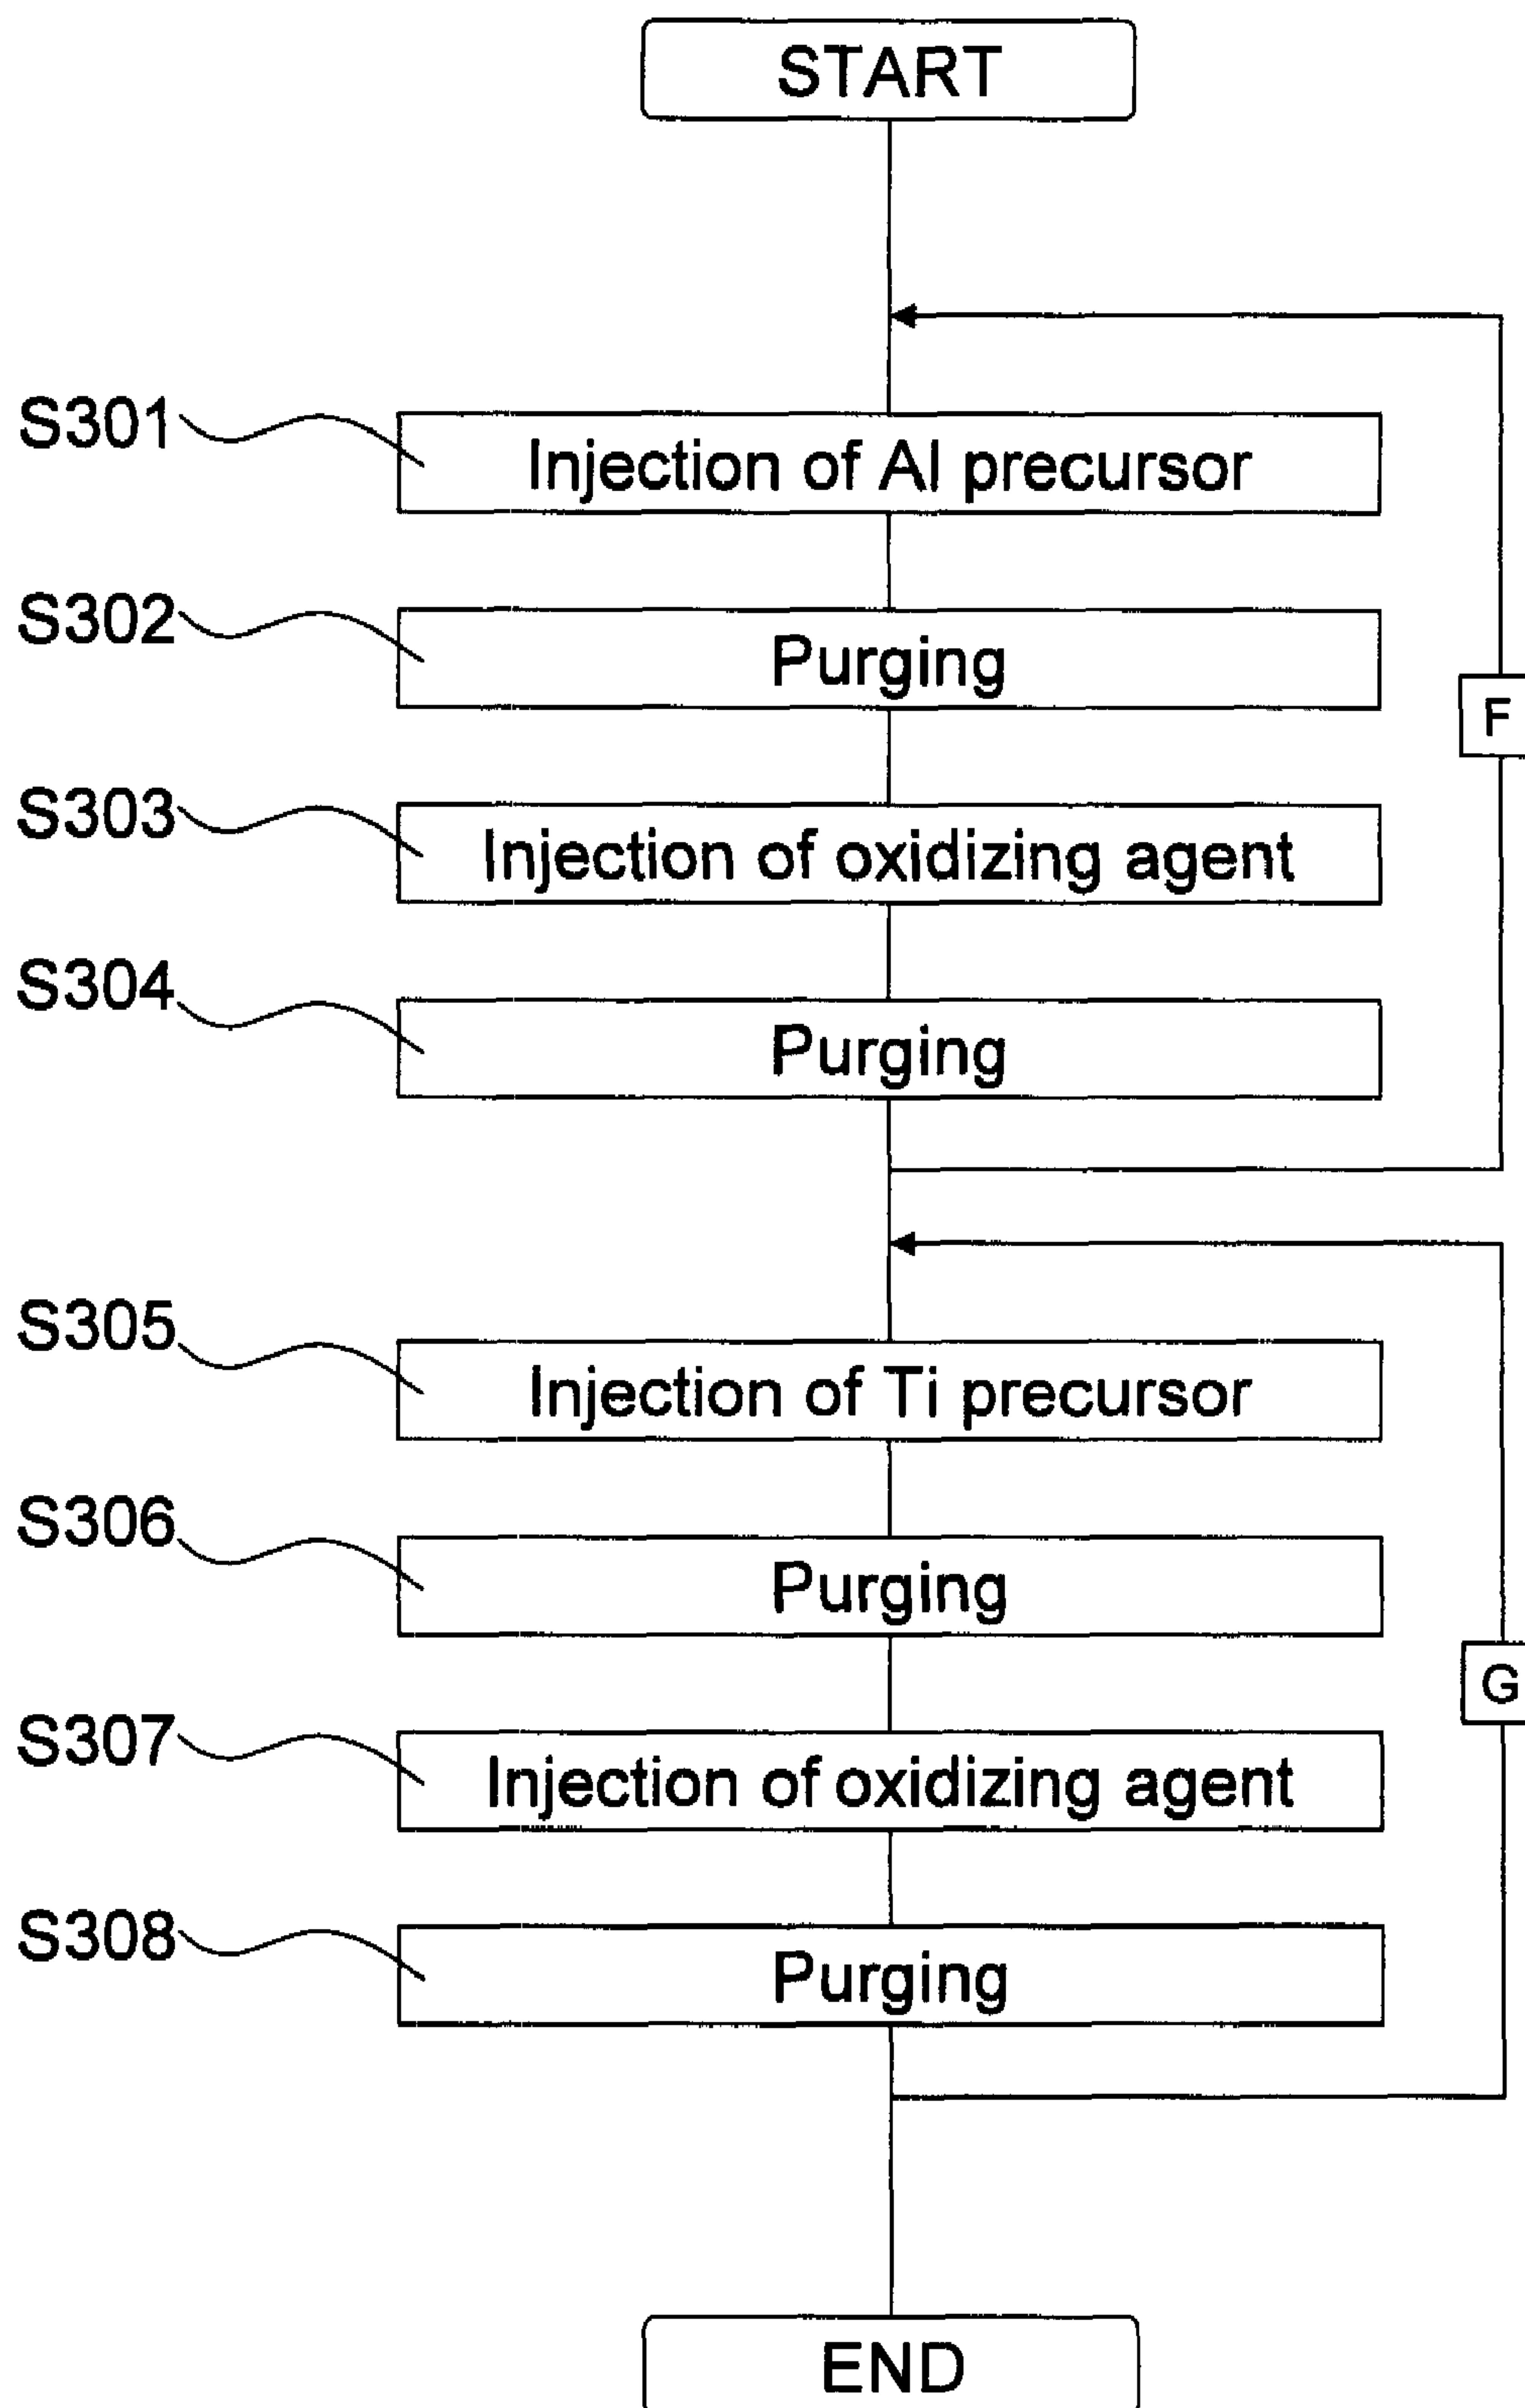 START
S301
Injection of Al precursor
S302
Purging
F
S303
Injection of oxidizing agent
S304
Purging
S305
Injection of Ti precursor
S306
Purging
G
S307
Injection of oxidizing agent
S308
Purging
END